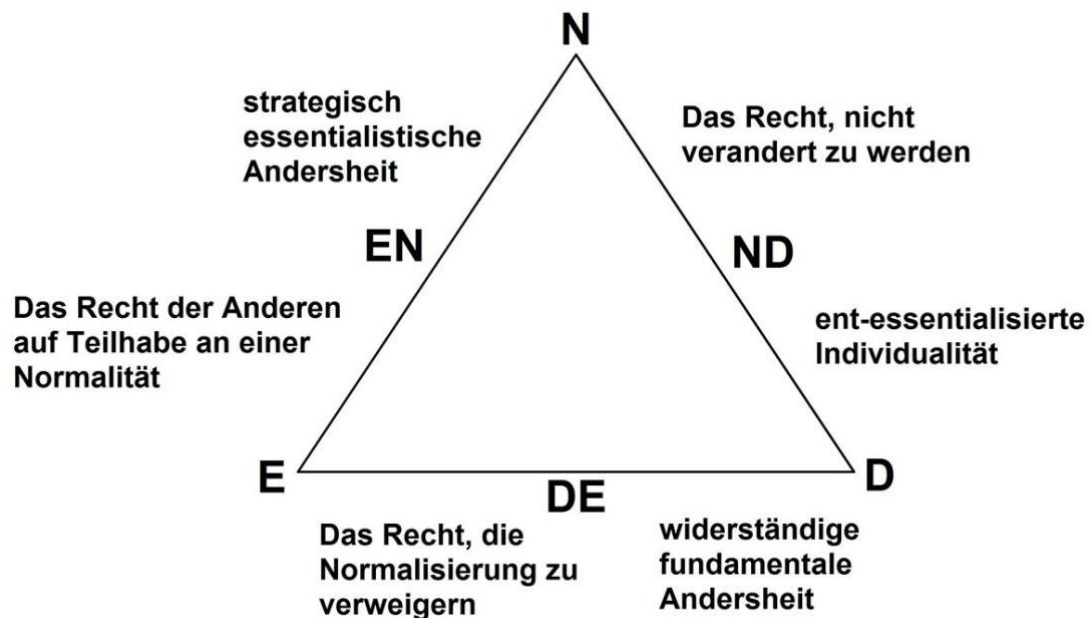 N
strategisch
essentialistische
Andersheit
Das Recht, nicht
verandert zu werden
EN
ND
Das Recht der Anderen
auf Teilhabe an einer
Normalität
ent-essentialisierte
Individualität
E
D
DE
Das Recht, die
Normalisierung zu
verweigern
widerständige
fundamentale
Andersheit